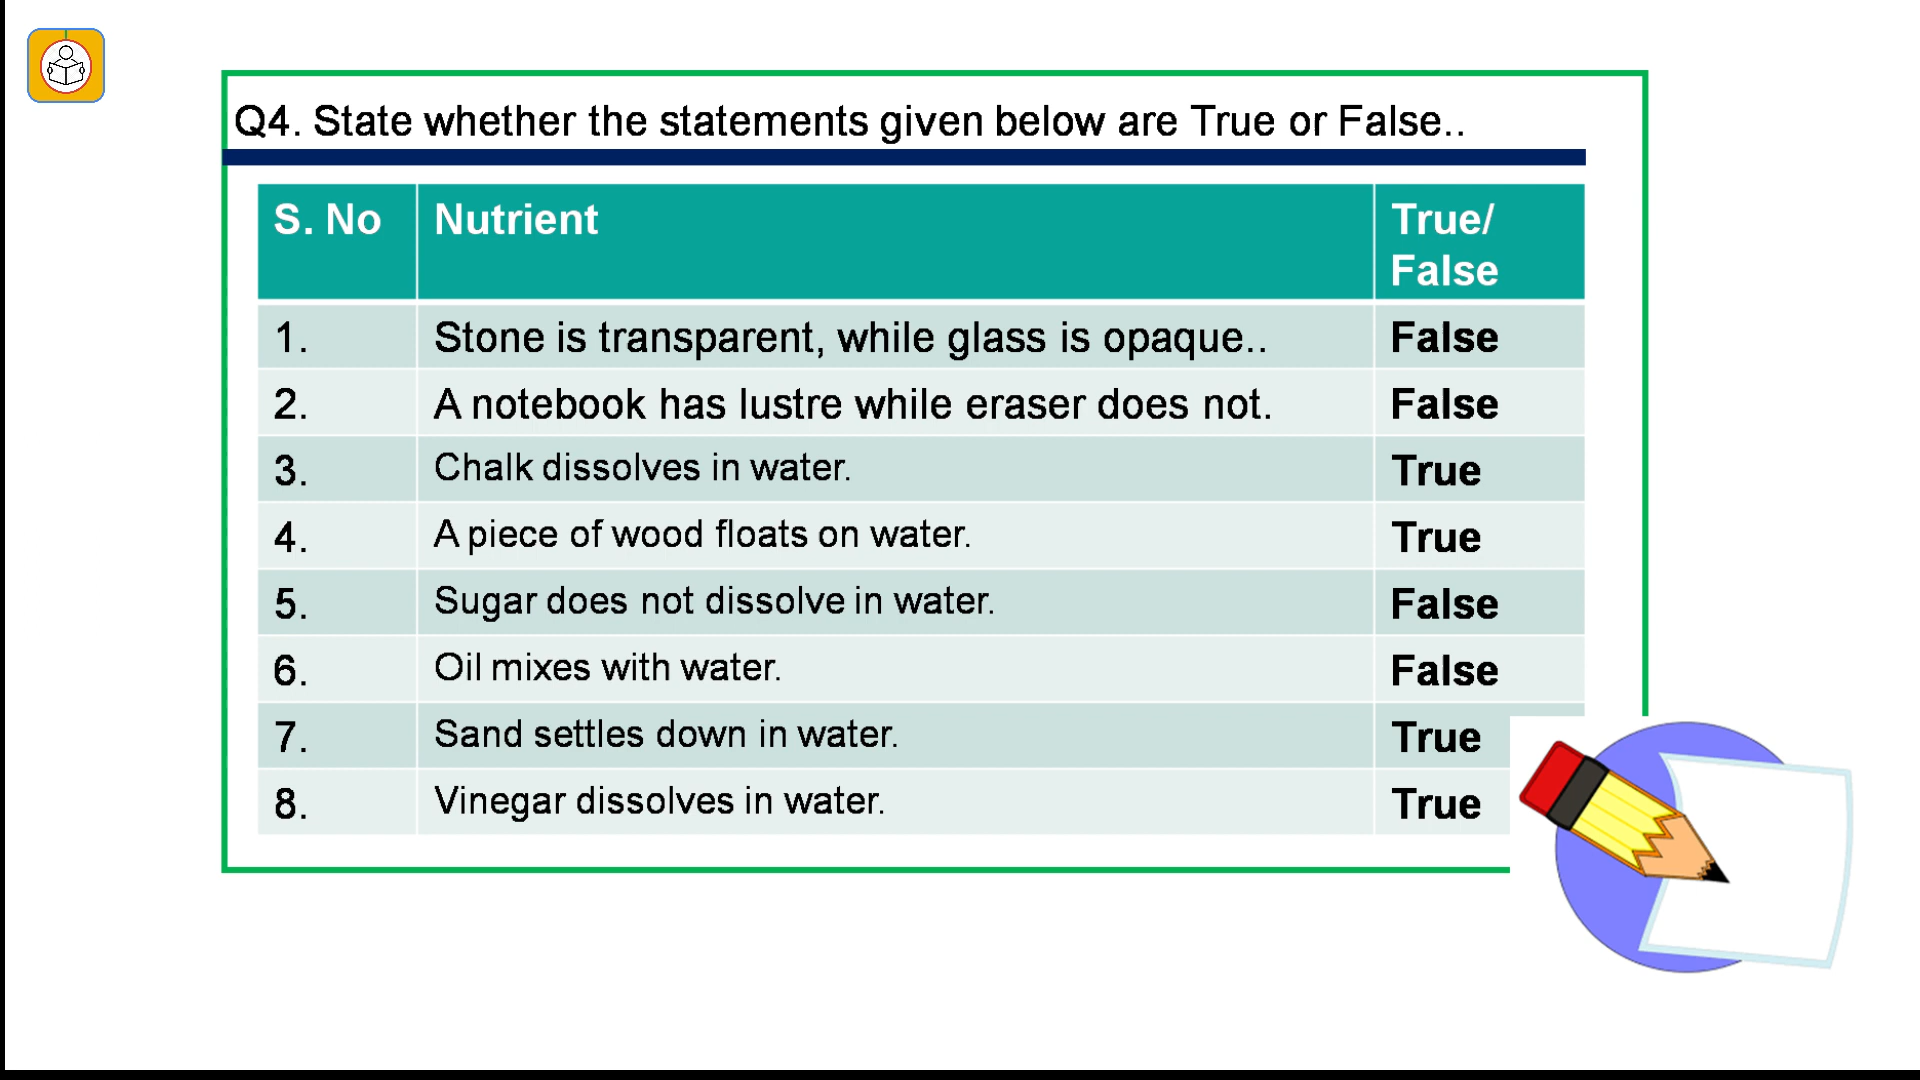 Q4. State whether the statements given below are True or False..
S. No Nutrient True/
False
1. Stone is transparent, while glass is opaque.. False
2. A notebook has lustre while eraser does not. False
3. Chalk dissolves in water. True
4. A piece of wood floats on water. True
5. Sugar does not dissolve in water. False
6. Oil mixes with water. False
7. Sand settles down in water. True
8. Vinegar dissolves in water. True